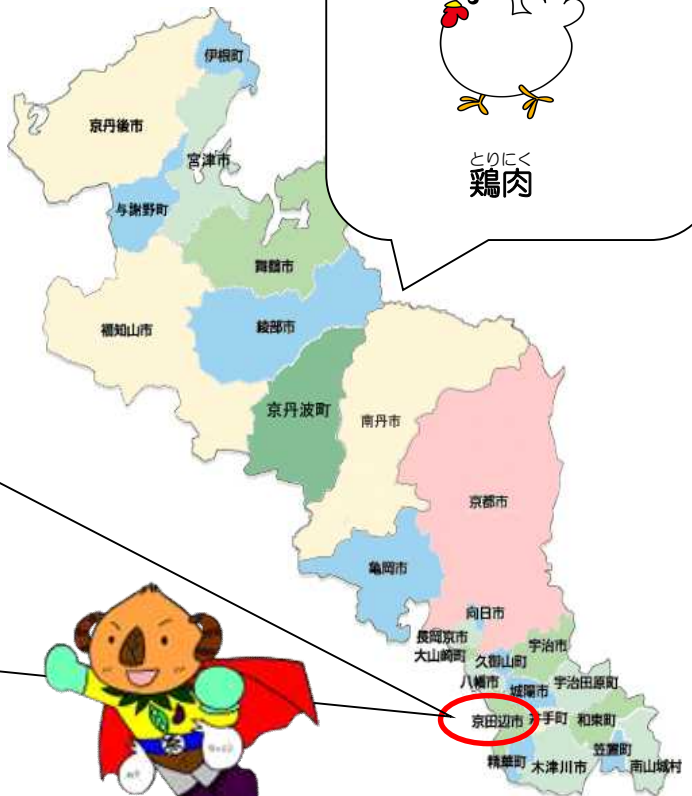 とりにく
鶏肉
伊根町
京丹後市
宮津市
与謝野町
舞鶴市
福知山市
綾部市
京丹波町
南丹市
京都市
亀岡市
向日市
長岡京市
大山崎町
宇治市
久御山町
八幡市
城陽市
宇治田原町
京田辺市
井手町
和束町
笠置町
精華町
木津川市
南山城村